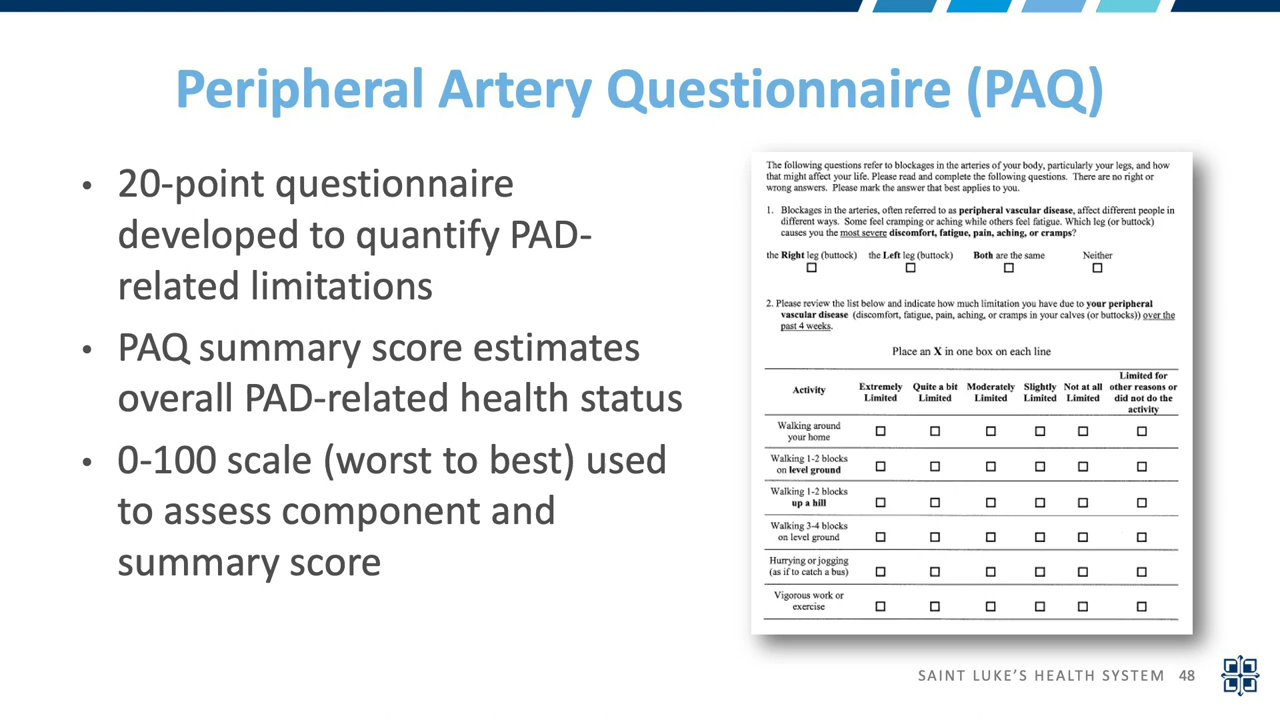 Peripheral Artery Questionnaire (PAQ)
• 20-point questionnaire
developed to quantify PAD-
related limitations
• PAQ summary score estimates
overall PAD-related health status
• 0-100 scale (worst to best) used
to assess component and
summary score
The following questions refer to blockages in the arteries of your body, particularly your legs, and how
that might affect your life. Please read and complete the following questions. There are no right or
wrong answers. Please mark the answer that best applies to you.
1. Blockages in the arteries, often referred to as peripheral vascular disease, affect different people in
different ways. Some feel cramping or aching while others feel fatigue. Which leg (or buttock)
causes you the most severe discomfort, fatigue, pain, aching, or cramps?
the Right leg (buttock) the Left leg (buttock) Both are the same Neither
2. Please review the list below and indicate how much limitation you have due to your peripheral
vascular disease (discomfort, fatigue, pain, aching, or cramps in your calves (or buttocks)) over the
past 4 weeks.
Place an X in one box on each line
Limited for
Activity Extremely Quite a bit Moderately Slightly Not at all other reasons or
Limited Limited Limited Limited Limited did not do the
activity
Walking around
your home
Walking 1-2 blocks
on level ground
Walking 1-2 blocks
up a hill
Walking 3-4 blocks
on level ground
Hurrying or jogging
(as if to catch a bus)
Vigorous work or
exercise
SAINT LUKE'S HEALTH SYSTEM 48